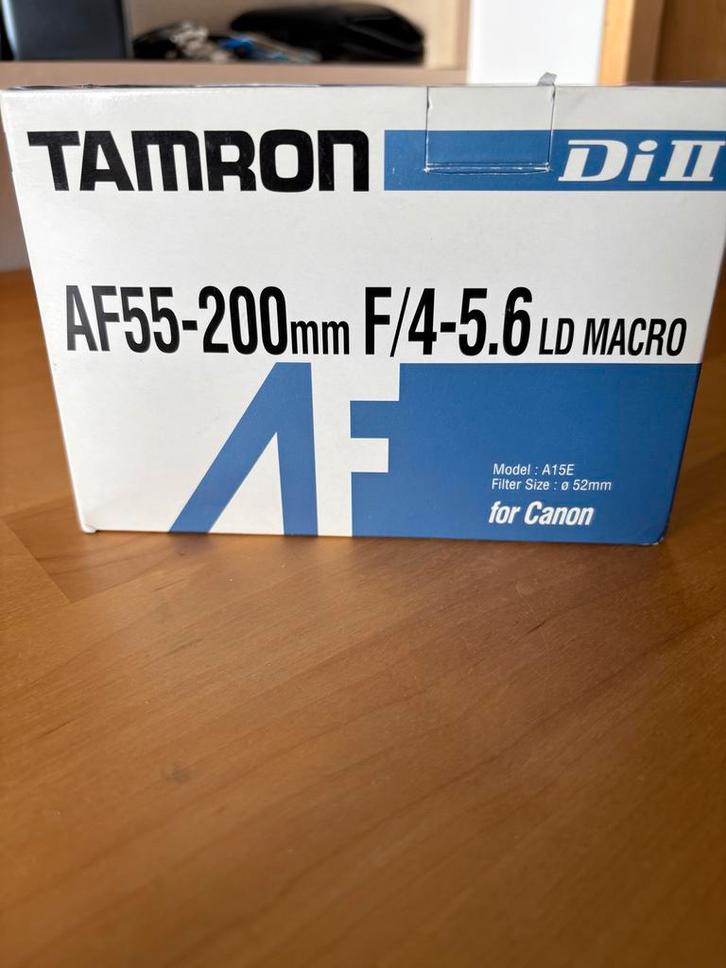 TAMRON Di II
AF55-200mm F/4-5.6 LD MACRO
AF
Model : A15E
Filter Size : ø 52mm
for Canon